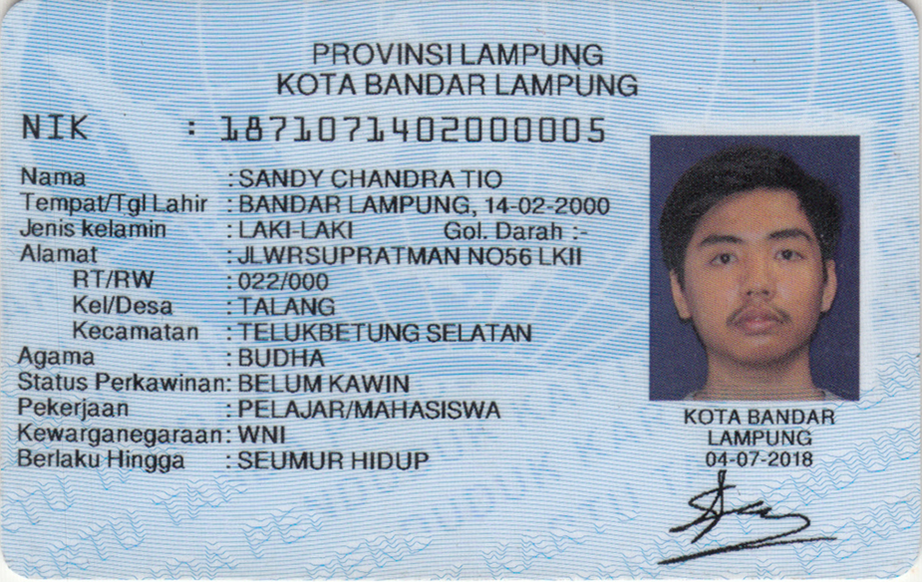 PROVINSI LAMPUNG
KOTA BANDAR LAMPUNG
NIK : 1871071402000005
Nama : SANDY CHANDRA TIO
Tempat/Tgl Lahir : BANDAR LAMPUNG, 14-02-2000
Jenis kelamin : LAKI-LAKI Gol. Darah :-
Alamat : JLWRSUPRATMAN NO56 LKII
RT/RW : 022/000
Kel/Desa : TALANG
Kecamatan : TELUKBETUNG SELATAN
Agama : BUDHA
Status Perkawinan: BELUM KAWIN
Pekerjaan : PELAJAR/MAHASISWA
Kewarganegaraan: WNI
Berlaku Hingga : SEUMUR HIDUP
KOTA BANDAR
LAMPUNG
04-07-2018